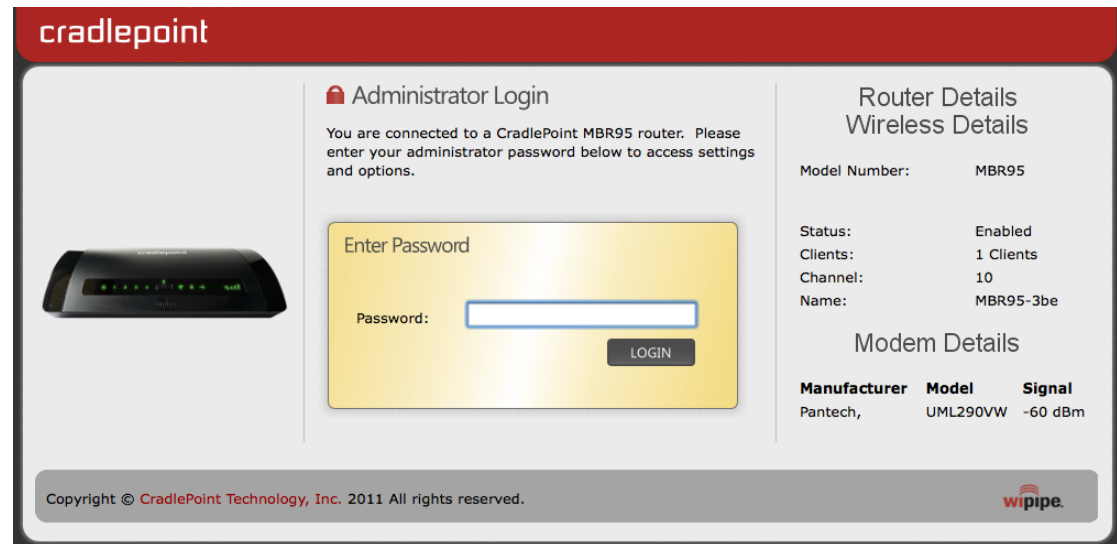 cradlepoint
Administrator Login
You are connected to a CradlePoint MBR95 router. Please
enter your administrator password below to access settings
and options.
cradlepoint
Enter Password
Password:
LOGIN
Router Details
Wireless Details
Model Number: MBR95
Status: Enabled
Clients: 1 Clients
Channel: 10
Name: MBR95-3be
Modem Details
Manufacturer Model Signal
Pantech, UML290VW -60 dBm
Copyright © CradlePoint Technology, Inc. 2011 All rights reserved.
wipipe.